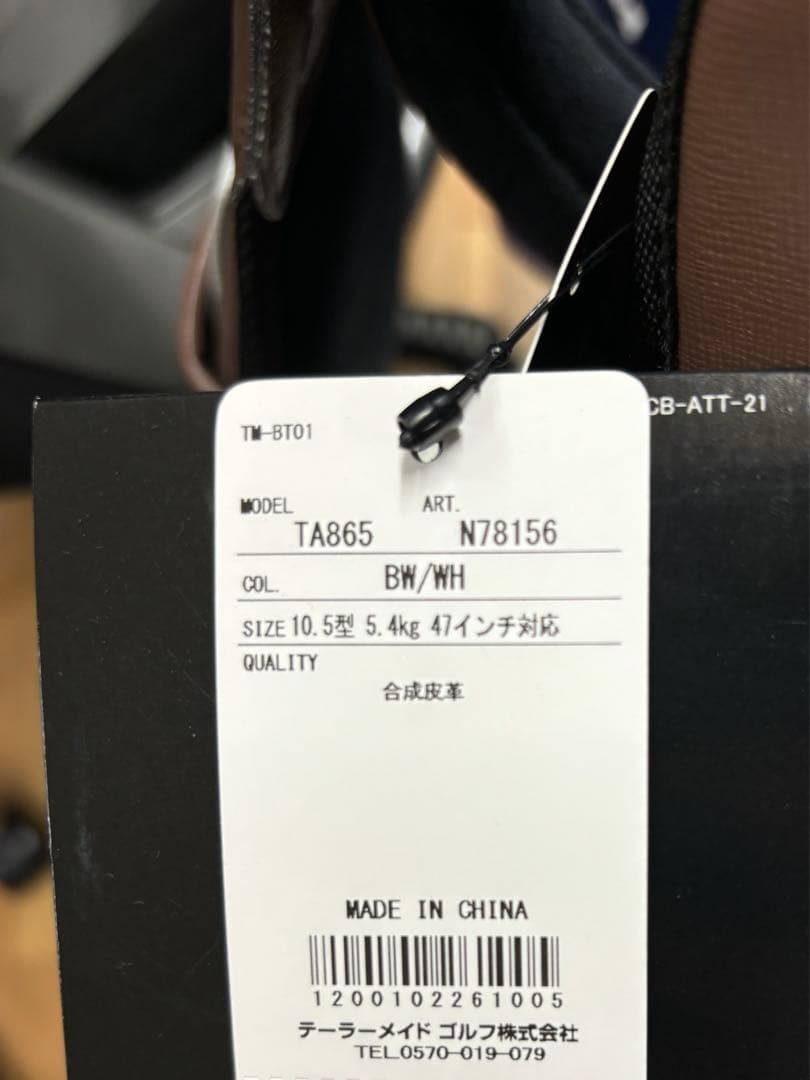 CB-ATT-21
TM-BT01
MODEL ART.
TA865 N78156
COL. BW/WH
SIZE 10.5型 5.4kg 47インチ対応
QUALITY
合成皮革
MADE IN CHINA
1200102261005
テーラーメイド ゴルフ株式会社
TEL.0570-019-079